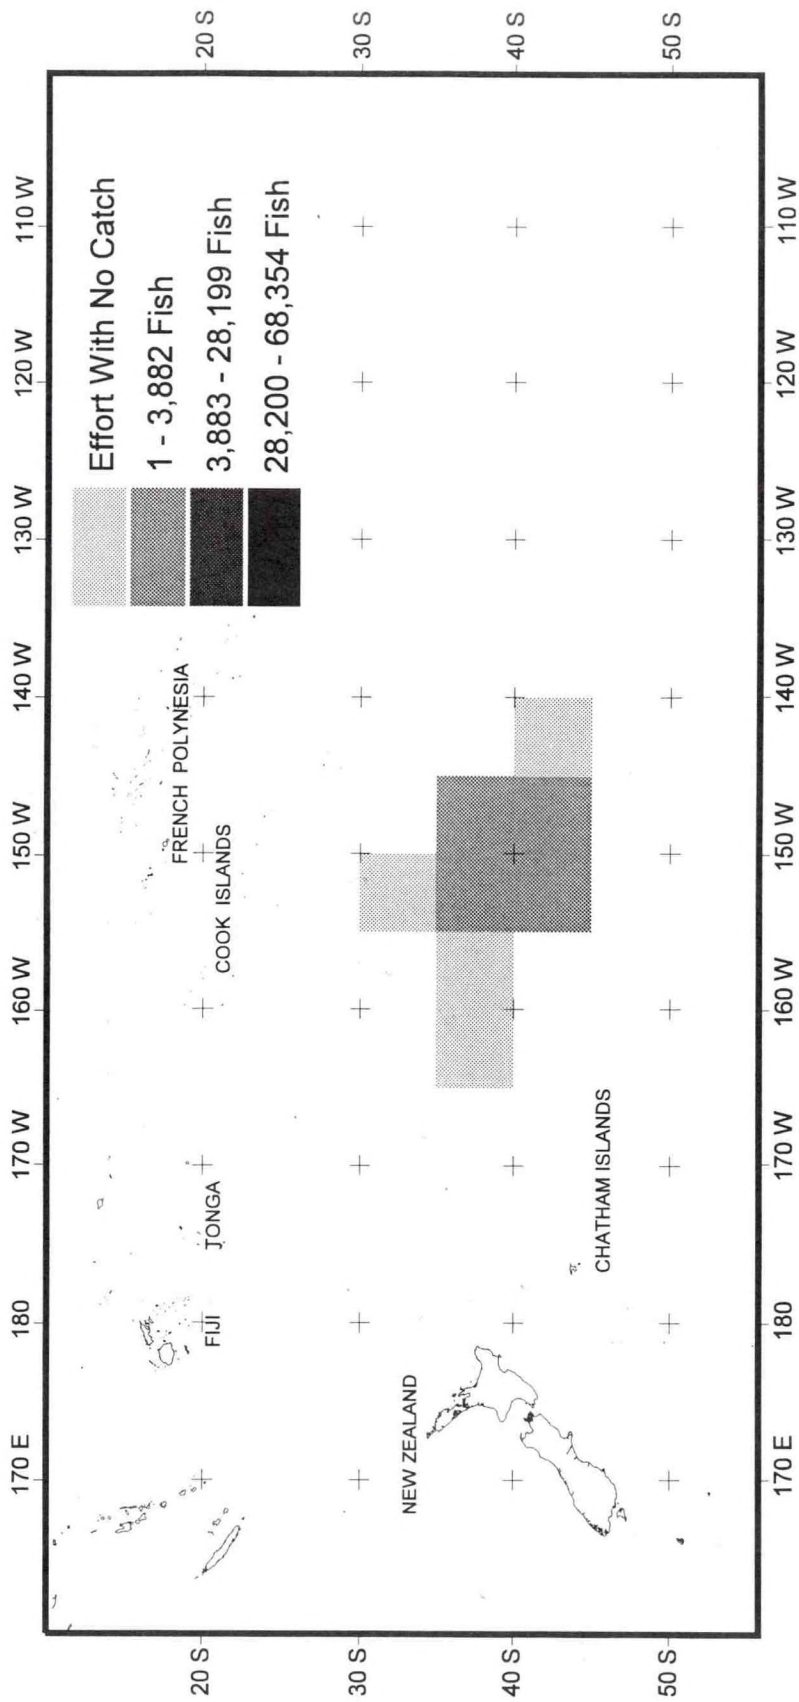 170 E 180 170 W 160 W 150 W 140 W 130 W 120 W 110 W
Effort With No Catch
1 - 3,882 Fish
3,883 - 28,199 Fish
28,200 - 68,354 Fish
FRENCH POLYNESIA
20 S FIJI TONGA COOK ISLANDS 20 S
30 S 30 S
NEW ZEALAND
40 S 40 S
CHATHAM ISLANDS
50 S 50 S
170 E 180 170 W 160 W 150 W 140 W 130 W 120 W 110 W